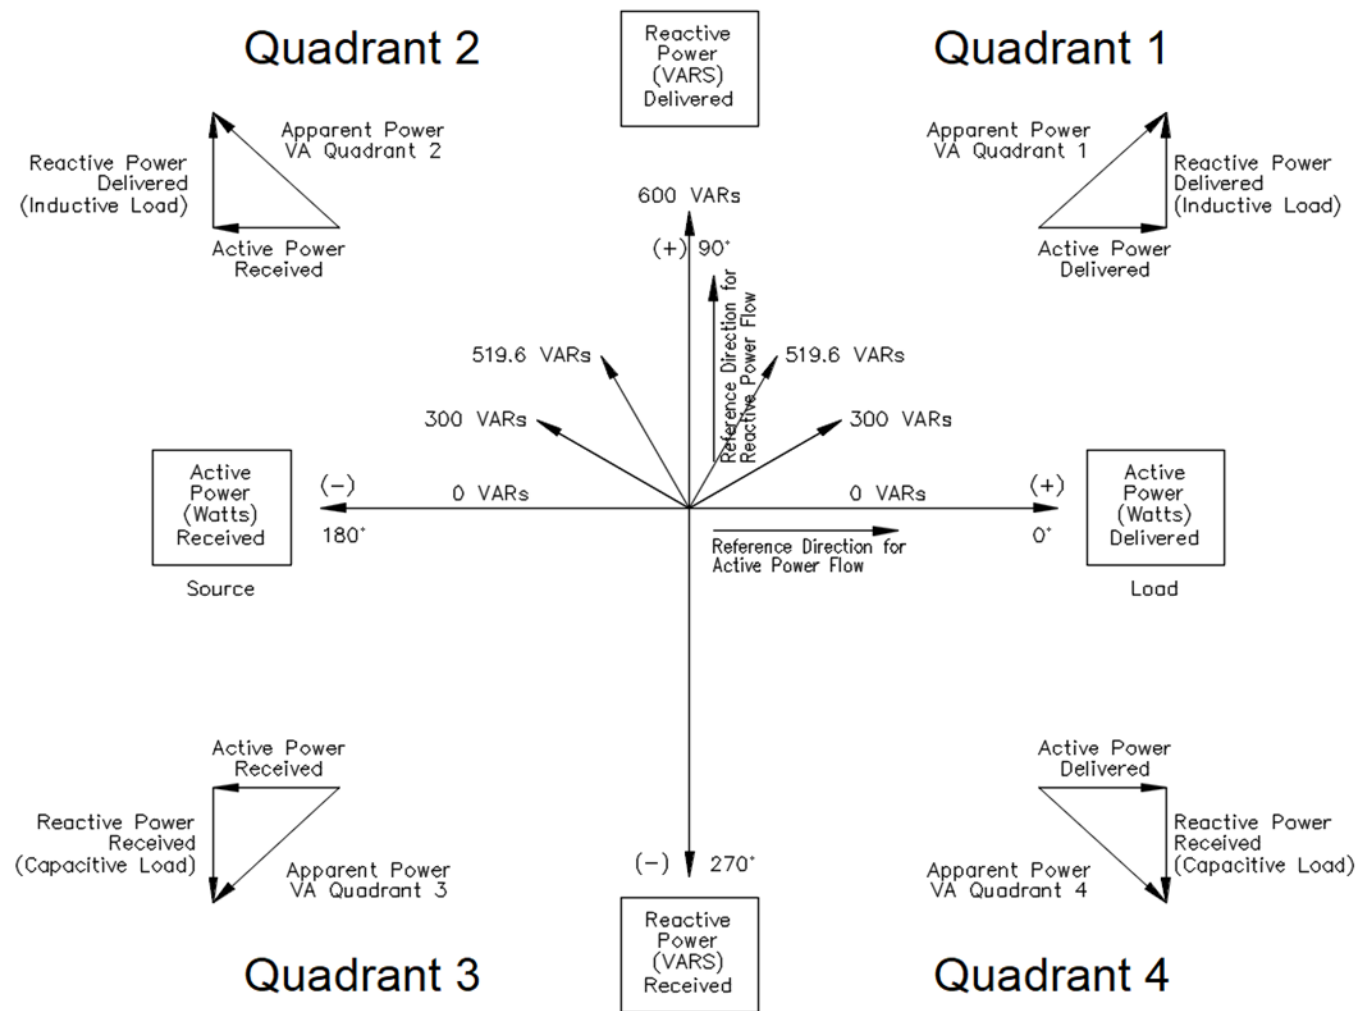 Quadrant 2
Reactive
Power
(VARS)
Delivered
Quadrant 1
Apparent Power
VA Quadrant 2
Reactive Power
Delivered
(Inductive Load)
Active Power
Received
Apparent Power
VA Quadrant 1
Reactive Power
Delivered
(Inductive Load)
Active Power
Delivered
600 VARs
(+) 90°
Reference Direction for
Reactive Power Flow
519.6 VARs
519.6 VARs
300 VARs
300 VARs
Active
Power
(Watts)
Received
Source
(-)
180°
0 VARs
0 VARs
(+)
0°
Reference Direction for
Active Power Flow
Active
Power
(Watts)
Delivered
Load
Active Power
Received
Reactive Power
Received
(Capacitive Load)
Apparent Power
VA Quadrant 3
(-) 270°
Active Power
Delivered
Reactive Power
Received
(Capacitive Load)
Apparent Power
VA Quadrant 4
Quadrant 3
Reactive
Power
(VARS)
Received
Quadrant 4